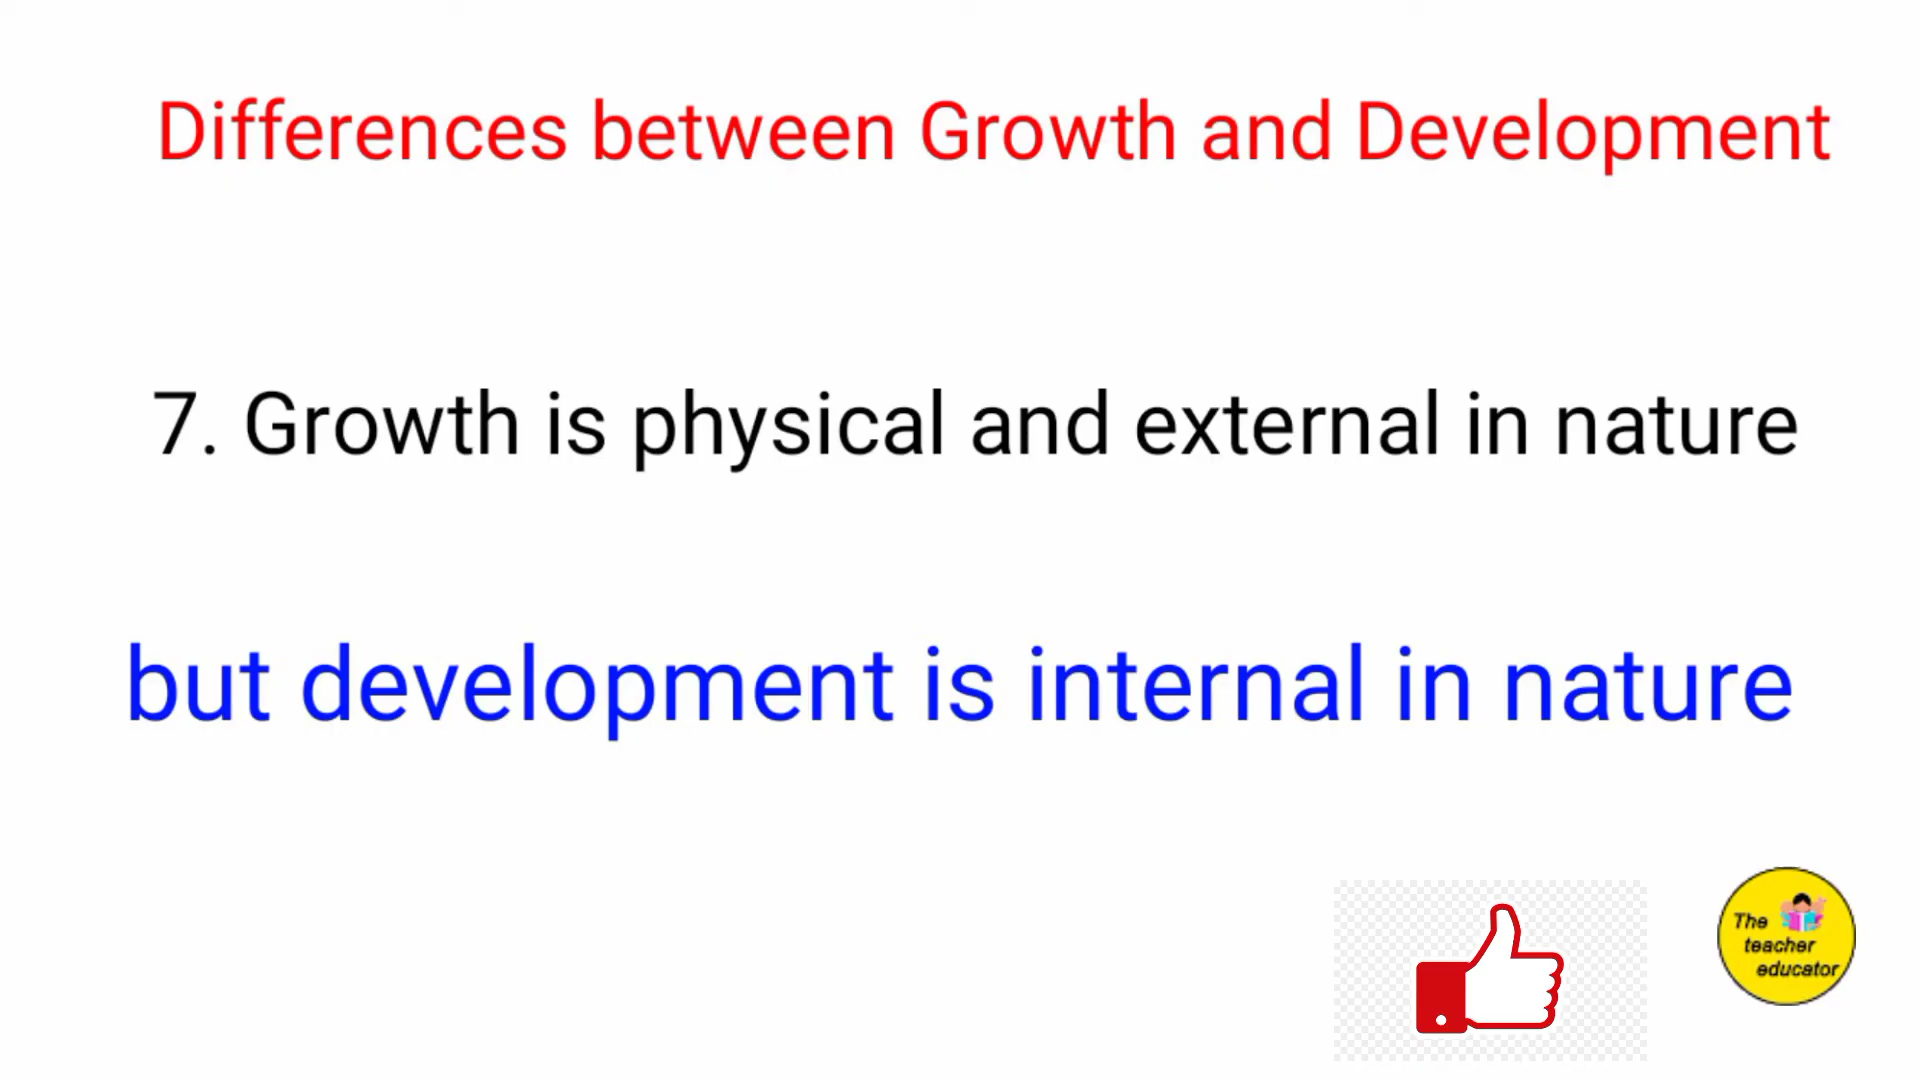 Differences between Growth and Development
7. Growth is physical and external in nature
but development is internal in nature
The
teacher
educator